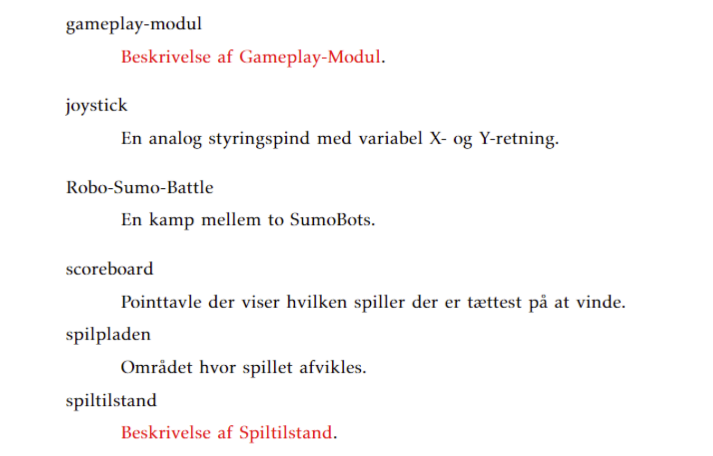 gameplay-modul
Beskrivelse af Gameplay-Modul.
joystick
En analog styringspind med variabel X- og Y-retning.
Robo-Sumo-Battle
En kamp mellem to SumoBots.
scoreboard
Pointtavle der viser hvilken spiller der er tættest på at vinde.
spilpladen
Området hvor spillet afvikles.
spiltilstand
Beskrivelse af Spiltilstand.